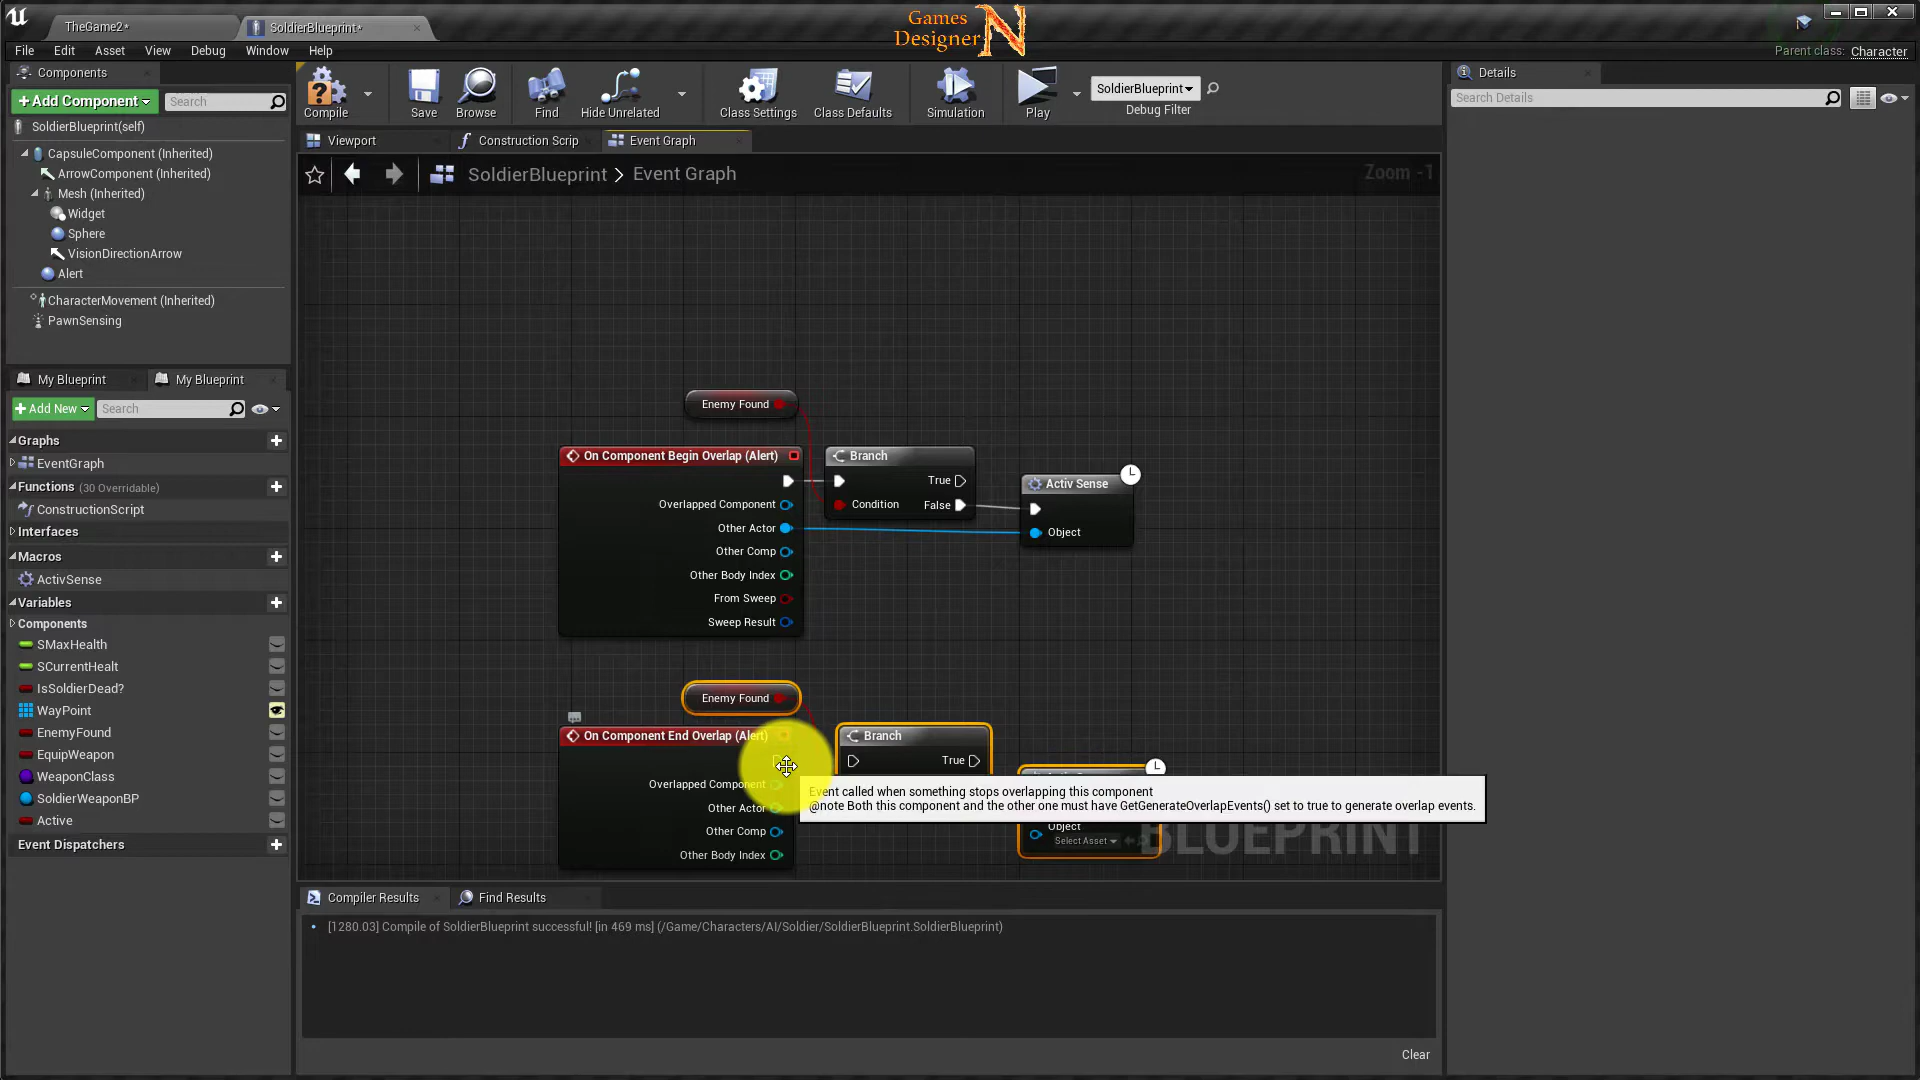 Games
Designer N
TheGame2*
SoldierBlueprint*
File Edit Asset View Debug Window Help
Parent class: Character
Components
+Add Component
Search
SoldierBlueprint(self)
CapsuleComponent (Inherited)
ArrowComponent (Inherited)
Mesh (Inherited)
Widget
Sphere
VisionDirectionArrow
Alert
CharacterMovement (Inherited)
PawnSensing
My Blueprint
My Blueprint
+Add New
Search
Graphs
EventGraph
Functions (30 Overridable)
ConstructionScript
Interfaces
Macros
ActivSense
Variables
Components
SMaxHealth
SCurrentHealt
IsSoldierDead?
WayPoint
EnemyFound
EquipWeapon
WeaponClass
SoldierWeaponBP
Active
Event Dispatchers
Compile
Save
Browse
Find
Hide Unrelated
Class Settings
Class Defaults
Simulation
Play
SoldierBlueprint
Debug Filter
Viewport
Construction Scrip
Event Graph
SoldierBlueprint > Event Graph
Zoom -1
Enemy Found
On Component Begin Overlap (Alert)
Overlapped Component
Other Actor
Other Comp
Other Body Index
From Sweep
Sweep Result
Branch
True
Condition
False
Activ Sense
Object
Enemy Found
On Component End Overlap (Alert)
Overlapped Component
Other Actor
Other Comp
Other Body Index
Branch
True
Event called when something stops overlapping this component
@note Both this component and the other one must have GetGenerateOverlapEvents() set to true to generate overlap events.
Object
Select Asset
BLUEPRINT
Compiler Results
Find Results
[1280.03] Compile of SoldierBlueprint successful! [in 469 ms] (/Game/Characters/AI/Soldier/SoldierBlueprint.SoldierBlueprint)
Clear
Details
Search Details